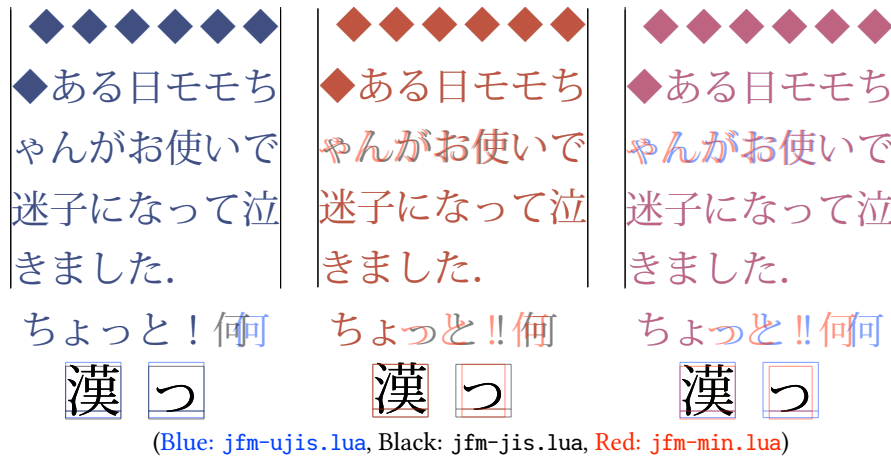 ◆◆◆◆◆◆
◆ある日モモち
ゃんがお使いで
迷子になって泣
きました.
ちょっと！何
漢 っ
◆◆◆◆◆◆
◆ある日モモち
ゃんがお使いで
迷子になって泣
きました.
ちょっと！何
漢 っ
◆◆◆◆◆◆
◆ある日モモち
ゃんがお使いで
迷子になって泣
きました.
ちょっと！何
漢 っ
(Blue: jfm-ujis.lua, Black: jfm-jis.lua, Red: jfm-min.lua)